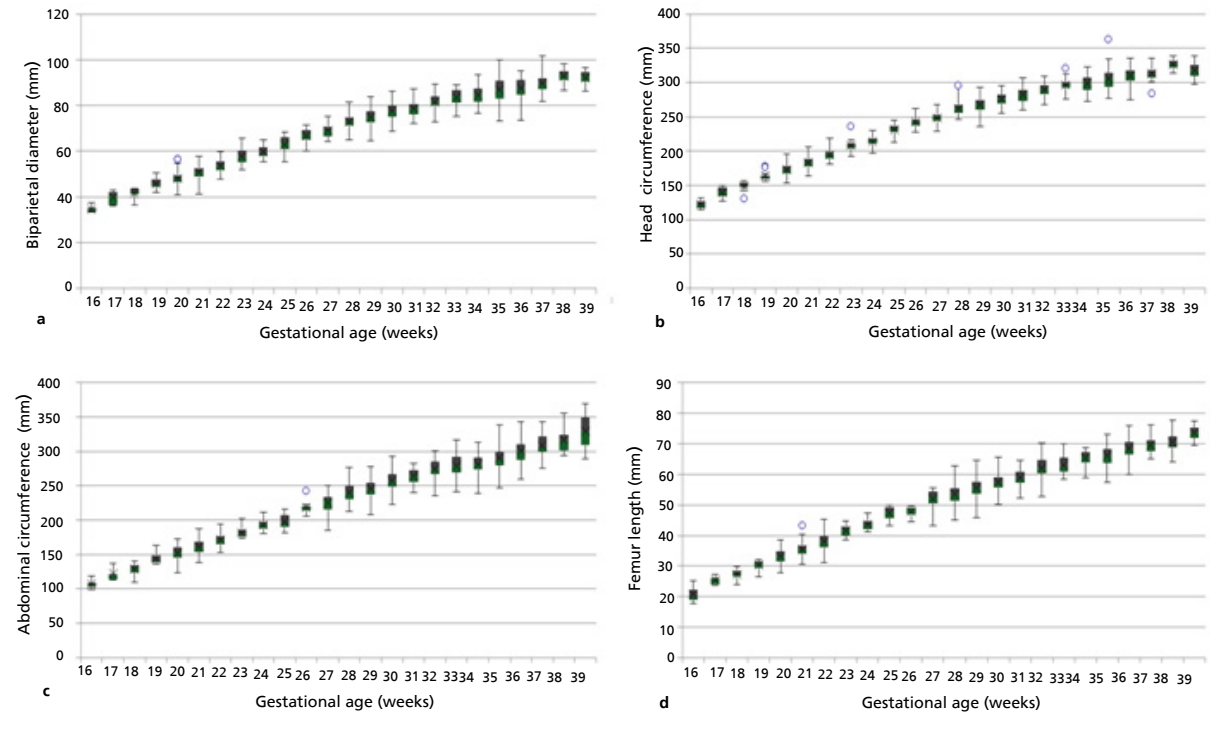 120
100
80
60
40
20
0
Biparietal diameter (mm)
16 17 18 19 20 21 22 23 24 25 26 27 28 29 30 31 32 33 34 35 36 37 38 39
a
Gestational age (weeks)
400
350
300
250
200
150
100
50
0
Head circumference (mm)
16 17 18 19 20 21 22 23 24 25 26 27 28 29 30 31 32 3334 35 36 37 38 39
b
Gestational age (weeks)
400
350
300
250
200
150
100
50
0
Abdominal circumference (mm)
16 17 18 19 20 21 22 23 24 25 26 27 28 29 30 31 32 3334 35 36 37 38 39
c
Gestational age (weeks)
90
80
70
60
50
40
30
20
10
0
Femur length (mm)
16 17 18 19 20 21 22 23 24 25 26 27 28 29 30 31 32 3334 35 36 37 38 39
d
Gestational age (weeks)